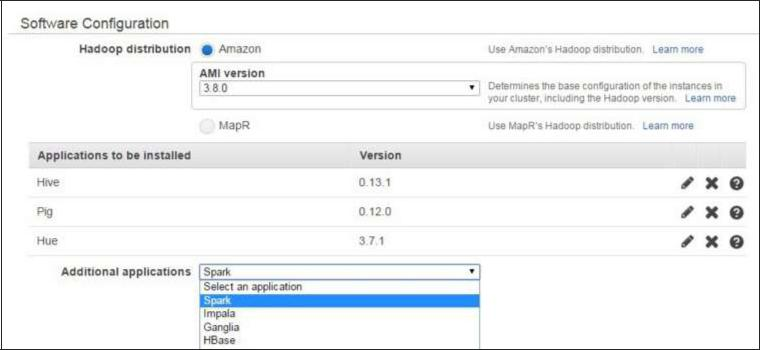 Software Configuration
Hadoop distribution Amazon Use Amazon's Hadoop distribution. Learn more
AMI version
3.8.0
Determines the base configuration of the instances in
your cluster, including the Hadoop version. Learn more
MapR Use MapR's Hadoop distribution. Learn more
Applications to be installed Version
Hive 0.13.1
Pig 0.12.0
Hue 3.7.1
Additional applications Spark
Select an application
Spark
Impala
Ganglia
HBase